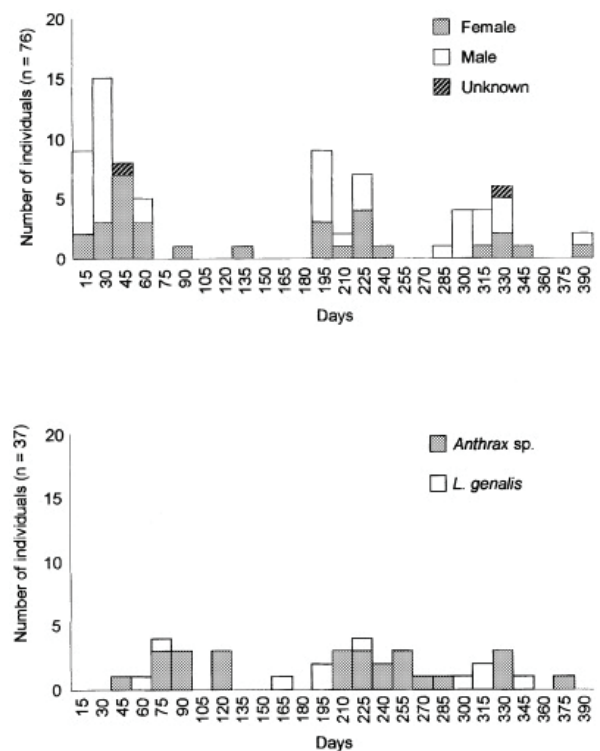 Number of individuals (n = 76)
20
15
10
5
0
Female
Male
Unknown
15 30 45 60 75 90 105 120 135 165 180 195 210 225 240 255 270 285 300 315 330 345 360 375 390
Days
Number of individuals (n = 37)
20
15
10
5
0
Anthrax sp.
L. genalis
15 30 45 60 75 90 105 120 135 165 180 195 210 225 240 255 270 285 300 315 330 345 360 375 390
Days